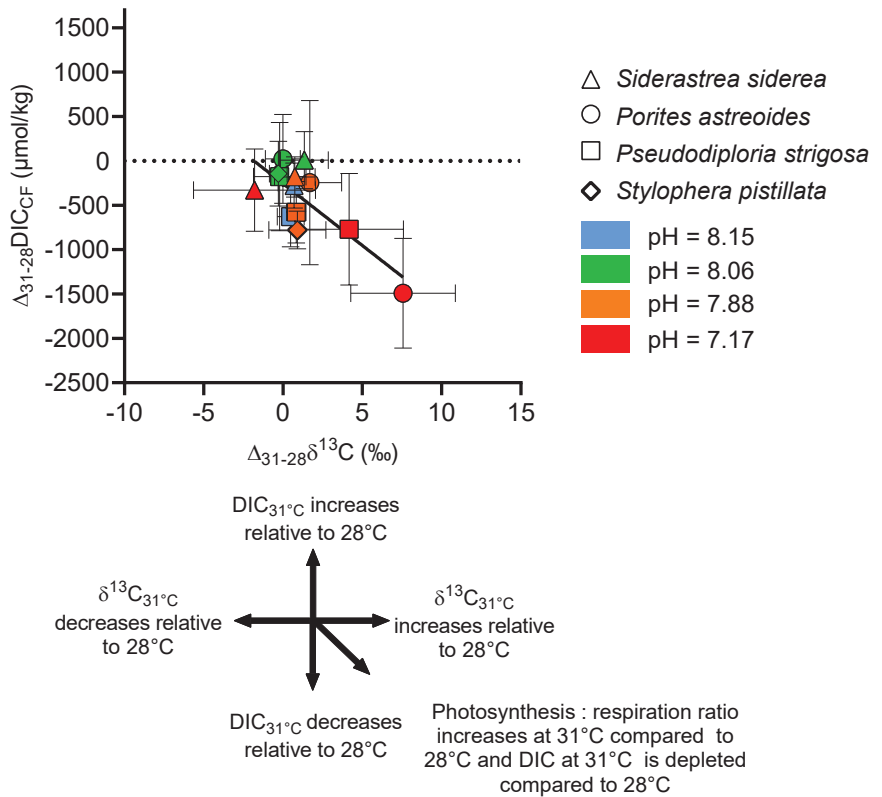 1500
1000
500
0
-500
-1000
-1500
-2000
-2500
Δ31-28DICCF (μmol/kg)
-10
-5
0
5
10
15
Δ31-28δ13C (‰)
Siderastrea siderea
Porites astreoides
Pseudodiploria strigosa
Stylophera pistillata
pH = 8.15
pH = 8.06
pH = 7.88
pH = 7.17
DIC31°C increases
relative to 28°C
δ13C31°C
decreases relative
to 28°C
δ13C31°C
increases relative
to 28°C
DIC31°C decreases
relative to 28°C
Photosynthesis : respiration ratio
increases at 31°C compared to
28°C and DIC at 31°C is depleted
compared to 28°C